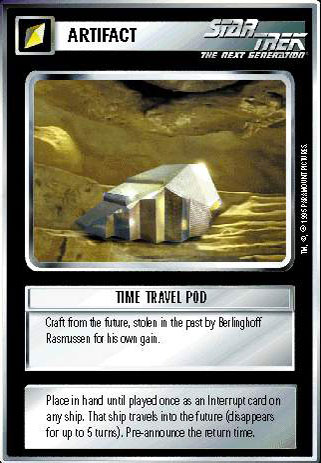 ARTIFACT
STAR TREK
THE NEXT GENERATION
TM, ®, © 1995 PARAMOUNT PICTURES.
TIME TRAVEL POD
Craft from the future, stolen in the past by Berlinghoff
Rasmussen for his own gain.
Place in hand until played once as an Interrupt card on
any ship. That ship travels into the future (disappears
for up to 5 turns). Pre-announce the return time.